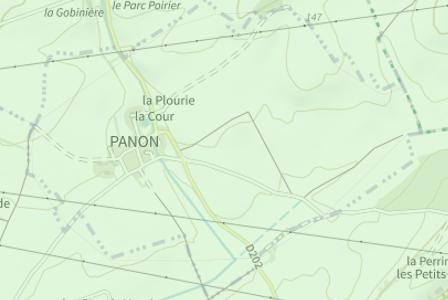 la Gobinière
le Parc Poirier
147
la Plourie
la Cour
PANON
D202
la Perrin
les Petits